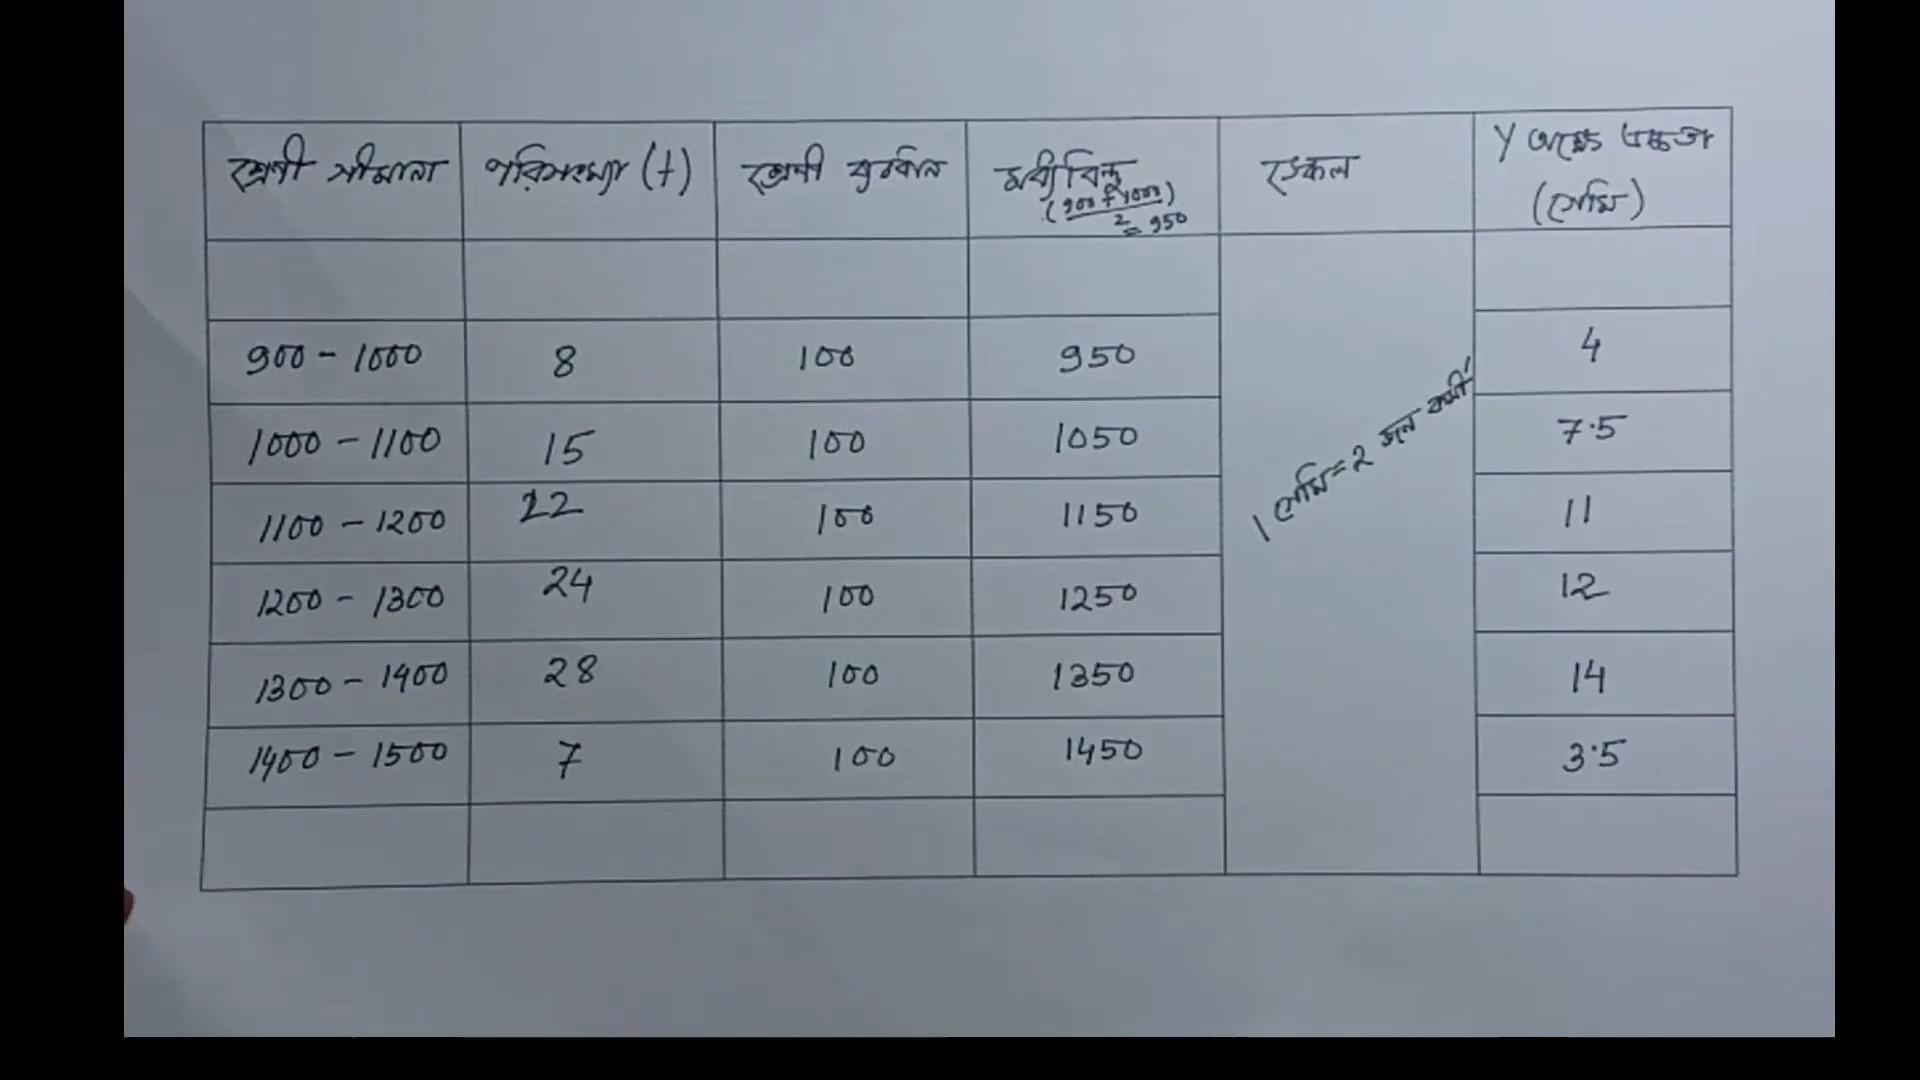 শ্রেণী সীমানা পরিসংখ্যা (f) শ্রেণী ব্যবধান মধ্যবিন্দু স্কেল Y অক্ষে উচ্চতা
(900 + 1000) (সেমি)
2
= 950
900 - 1000 8 100 950 4
1000 - 1100 15 100 1050 7.5
1 সেমি = 2 জন কর্মী
1100 - 1200 22 100 1150 11
1200 - 1300 24 100 1250 12
1300 - 1400 28 100 1350 14
1400 - 1500 7 100 1450 3.5